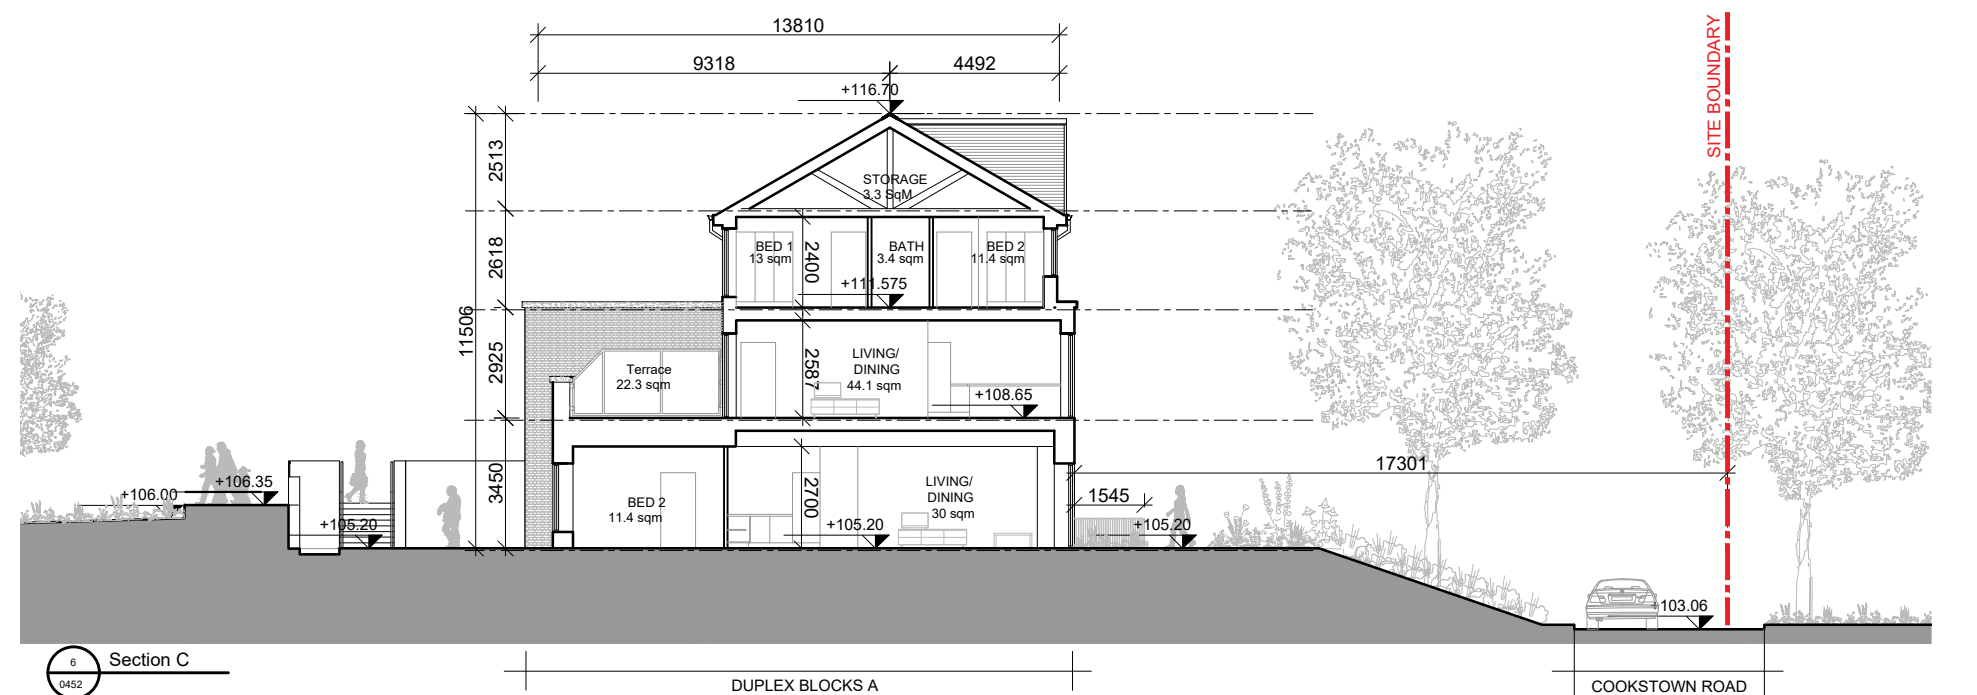 13810
9318
4492
+116.70
SITE BOUNDARY
2513
STORAGE
3.3 SqM
11506
2618
BED 1
13 sqm
2400
BATH
3.4 sqm
BED 2
11.4 sqm
+111.575
2925
Terrace
22.3 sqm
2587
LIVING/
DINING
44.1 sqm
+108.65
17301
3450
+106.00
+106.35
+105.20
BED 2
11.4 sqm
2700
+105.20
LIVING/
DINING
30 sqm
1545
+105.20
+103.06
6
0452
Section C
DUPLEX BLOCKS A
COOKSTOWN ROAD